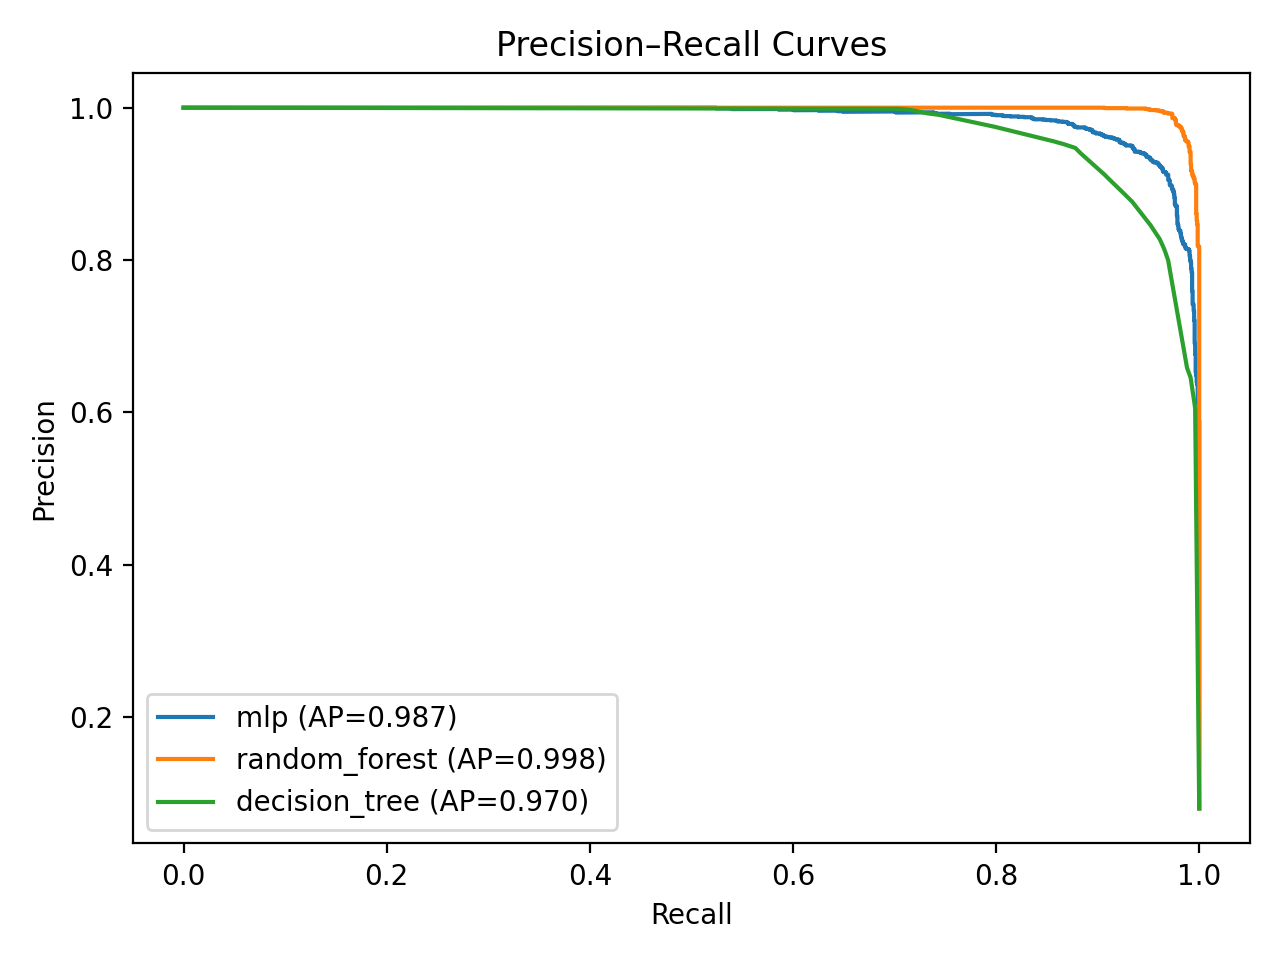 Precision–Recall Curves
Precision
1.0
0.8
0.6
0.4
0.2
mlp (AP=0.987)
random_forest (AP=0.998)
decision_tree (AP=0.970)
0.0 0.2 0.4 0.6 0.8 1.0
Recall